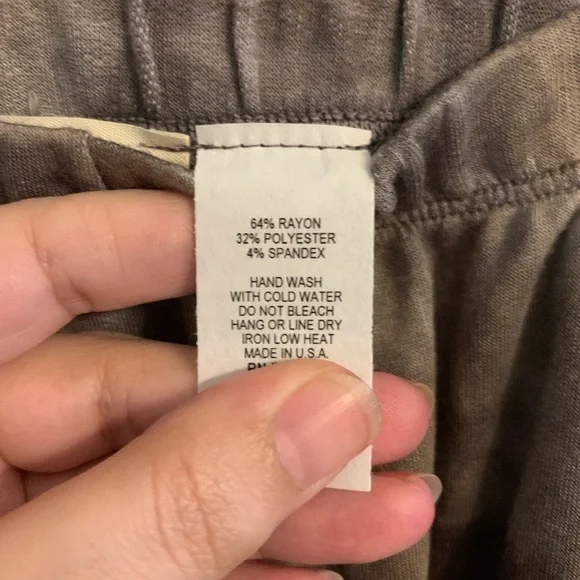 64% RAYON
32% POLYESTER
4% SPANDEX
HAND WASH
WITH COLD WATER
DO NOT BLEACH
HANG OR LINE DRY
IRON LOW HEAT
MADE IN U.S.A.